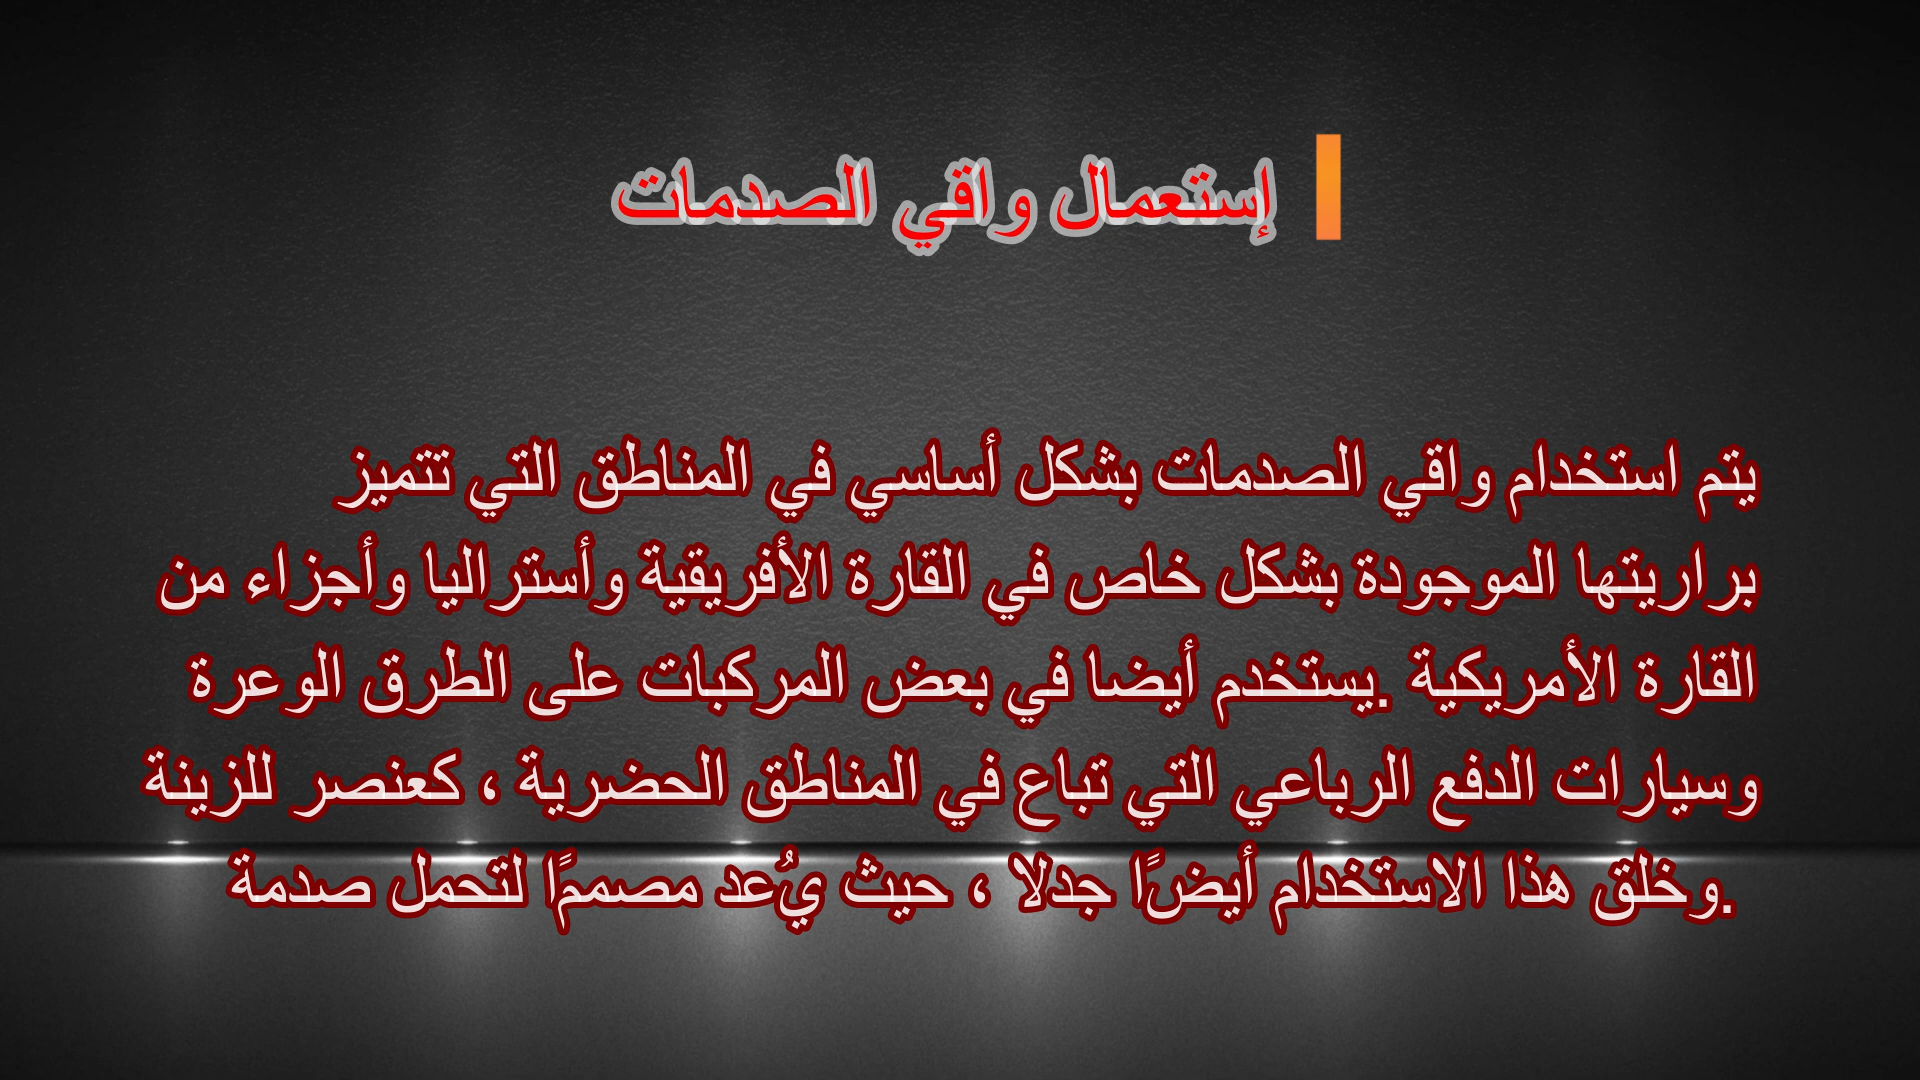 إستعمال واقي الصدمات
يتم استخدام واقي الصدمات بشكل أساسي في المناطق التي تتميز
براريتها الموجودة بشكل خاص في القارة الأفريقية وأستراليا وأجزاء من
القارة الأمريكية .يستخدم أيضا في بعض المركبات على الطرق الوعرة
وسيارات الدفع الرباعي التي تباع في المناطق الحضرية ، كعنصر للزينة
.وخلق هذا الاستخدام أيضًا جدلا ، حيث يُعد مصممًا لتحمل صدمة